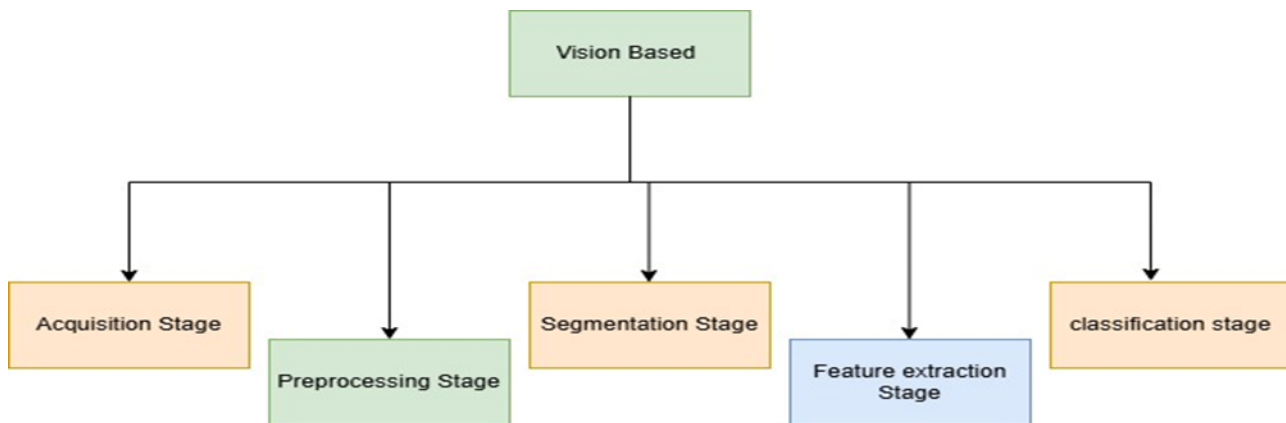 Vision Based
Acquisition Stage
Preprocessing Stage
Segmentation Stage
Feature extraction
Stage
classification stage